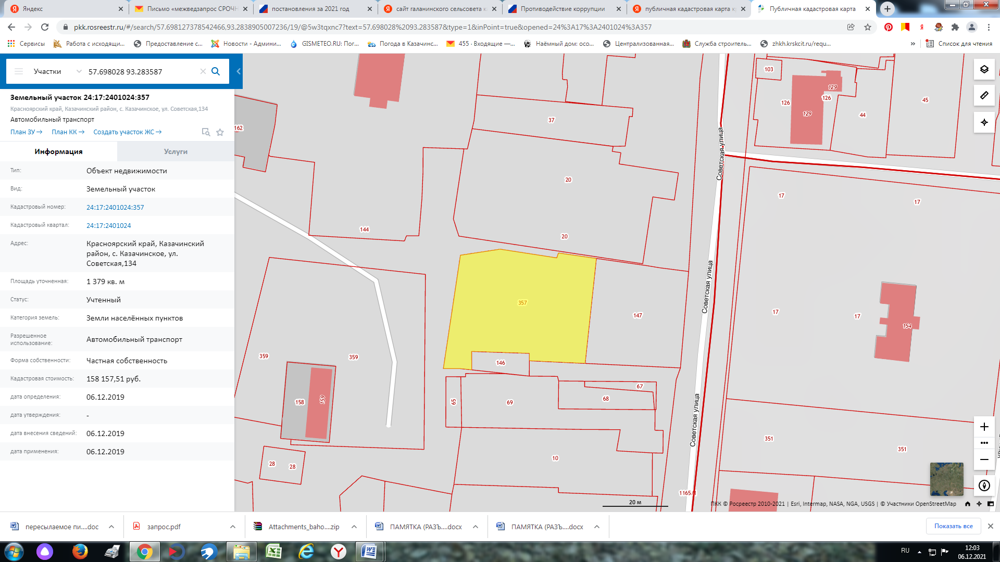 Яндекс
Письмо «межведзапрос СРОЧН
постановления за 2021 год
сайт галанинского сельсовета ка
Противодействие коррупции
публичная кадастровая карта к
Публичная кадастровая карта
pkk.rosreestr.ru/#/search/57.698127378542466,93.2838905007236/19/@5w3tqxnc7?text=57.698028%2093.283587&type=1&inPoint=true&opened=24%3A17%3A2401024%3A357
Сервисы
Работа с исходящи...
Предоставление с...
Новости - Админи...
GISMETEO.RU: Пог...
Погода в Казачинс...
455 · Входящие —...
Наёмный дом: осо...
Централизованная...
Служба строитель...
zhkh.krskcit.ru/requ...
»
Список для чтения
Участки
57.698028 93.283587
Земельный участок 24:17:2401024:357
Красноярский край, Казачинский район, с. Казачинское, ул. Советская,134
Автомобильный транспорт
План ЗУ → План КК → Создать участок ЖС →
Информация Услуги
Тип: Объект недвижимости
Вид: Земельный участок
Кадастровый номер: 24:17:2401024:357
Кадастровый квартал: 24:17:2401024
Адрес: Красноярский край, Казачинский
район, с. Казачинское, ул.
Советская,134
Площадь уточненная: 1 379 кв. м
Статус: Учтенный
Категория земель: Земли населённых пунктов
Разрешенное
использование: Автомобильный транспорт
Форма собственности: Частная собственность
Кадастровая стоимость: 158 157,51 руб.
дата определения: 06.12.2019
дата утверждения: -
дата внесения сведений: 06.12.2019
дата применения: 06.12.2019
103
129
126
126
129
45
44
37
162
Советская улица
20
17
17
144
20
Советская улица
357
147
17
17
154
359
359
146
67
68
65
69
158
159
Советская улица
351
351
10
28
28
1165/1
20 м
ПКК © Росреестр 2010-2021 | Esri, Intermap, NASA, NGA, USGS | © Участники OpenStreetMap
пересылаемое пи....doc
запрос.pdf
Attachments_baho....zip
ПАМЯТКА (РАЗЪ....docx
ПАМЯТКА (РАЗЪ....docx
Показать все
RU
12:03
06.12.2021